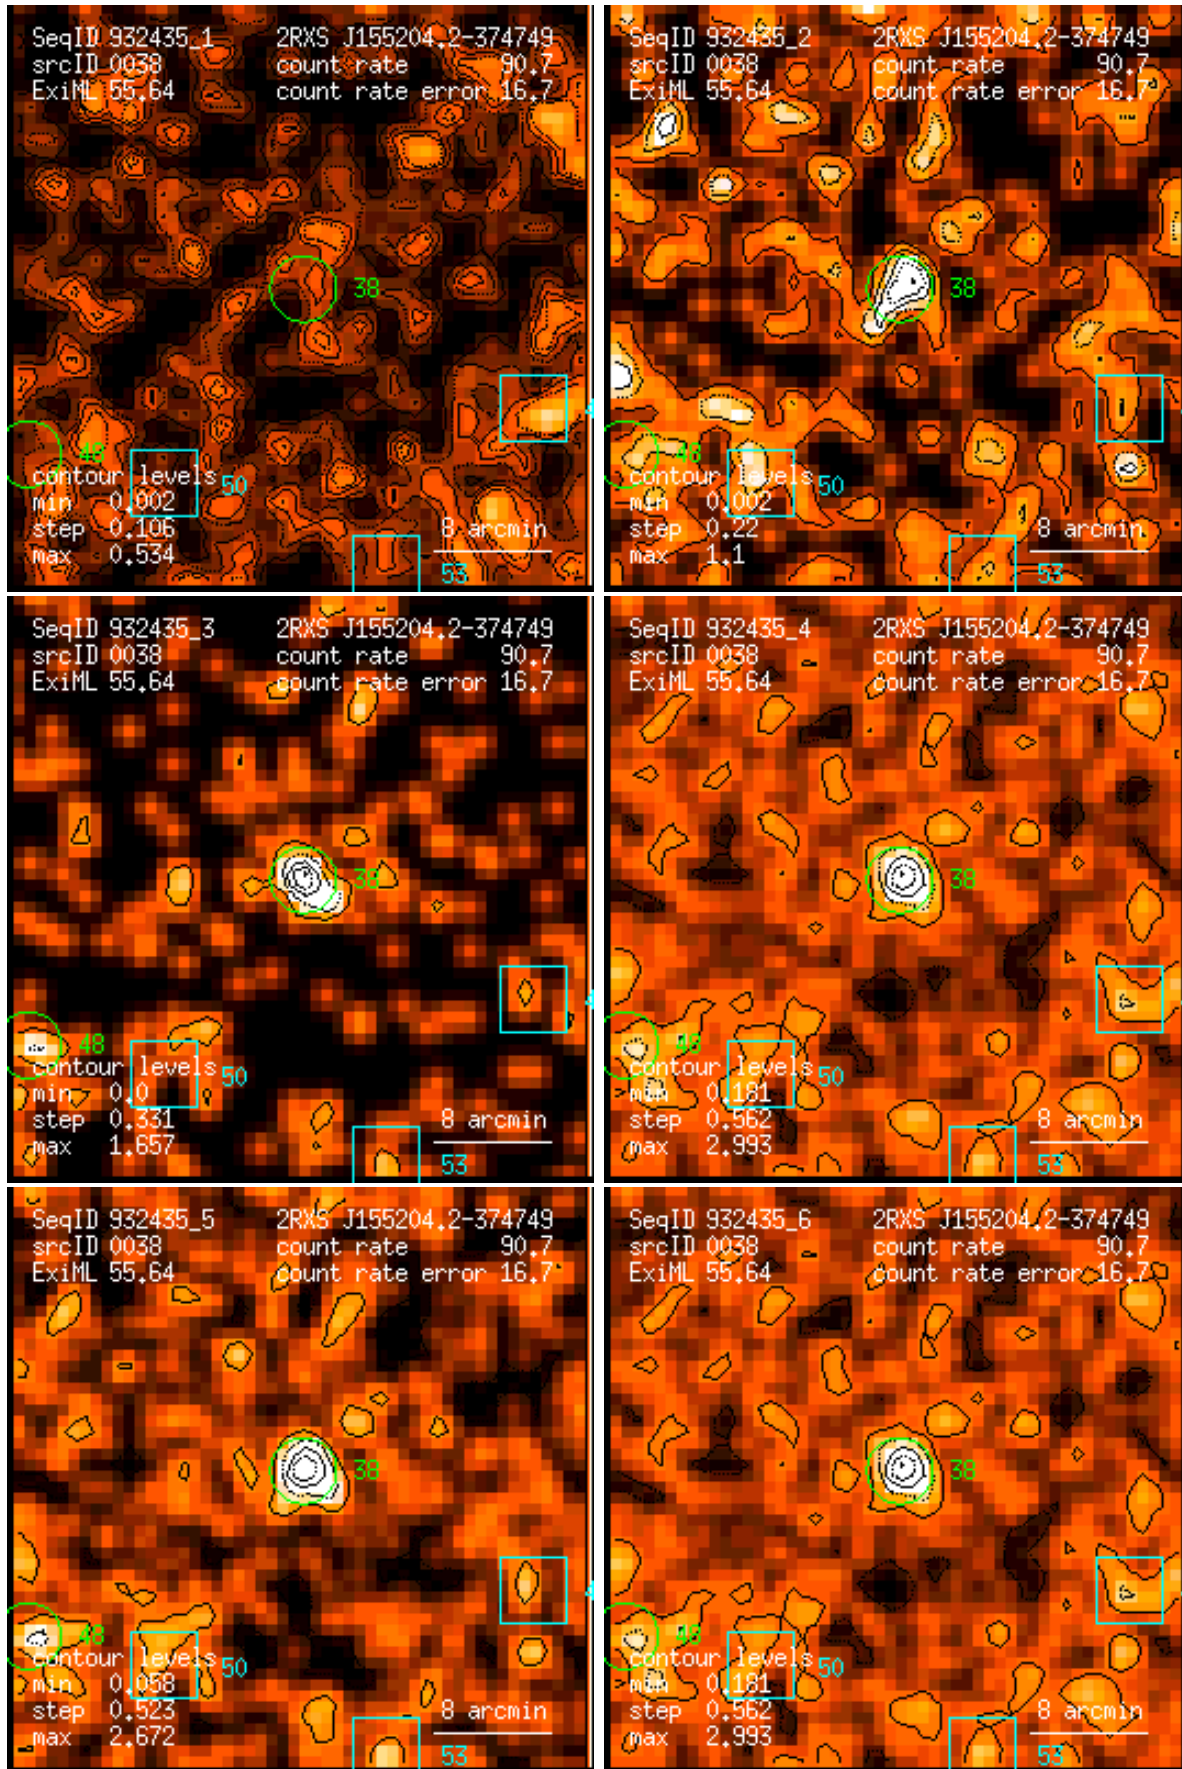 SeqID 932435_1 2RXS J155204.2-374749
srcID 0038 count rate 90.7
ExiML 55.64 count rate error 16.7
38
48
contour levels
50
min 0.002
step 0.106
8 arcmin
max 0.534
53
SeqID 932435_2 2RXS J155204.2-374749
srcID 0038 count rate 90.7
ExiML 55.64 count rate error 16.7
38
48
contour levels
50
min 0.002
step 0.22
8 arcmin
max 1.1
53
SeqID 932435_3 2RXS J155204.2-374749
srcID 0038 count rate 90.7
ExiML 55.64 count rate error 16.7
38
48
contour levels
50
min 0.0
step 0.331
8 arcmin
max 1.657
53
SeqID 932435_4 2RXS J155204.2-374749
srcID 0038 count rate 90.7
ExiML 55.64 count rate error 16.7
38
48
contour levels
50
min 0.181
step 0.562
8 arcmin
max 2.993
53
SeqID 932435_5 2RXS J155204.2-374749
srcID 0038 count rate 90.7
ExiML 55.64 count rate error 16.7
38
48
contour levels
50
min 0.058
step 0.523
8 arcmin
max 2.672
53
SeqID 932435_6 2RXS J155204.2-374749
srcID 0038 count rate 90.7
ExiML 55.64 count rate error 16.7
38
48
contour levels
50
min 0.181
step 0.562
8 arcmin
max 2.993
53